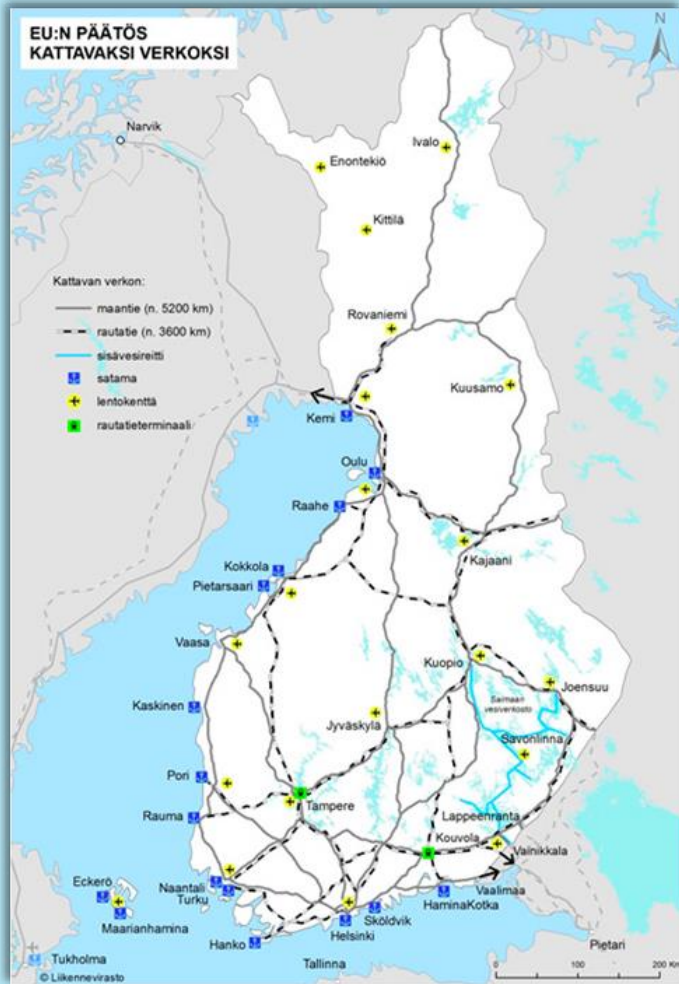 EU:N PÄÄTÖS
KATTAVAKSI VERKOKSI
N
Narvik
Ivalo
Enontekiö
Kittilä
Kattavan verkon:
maantie (n. 5200 km)
rautatie (n. 3600 km)
sisävesireitti
satama
lentokenttä
rautatieterminaali
Rovaniemi
Kuusamo
Kemi
Oulu
Raahe
Kajaani
Kokkola
Pietarsaari
Vaasa
Kuopio
Joensuu
Saimaan
vesiverkosto
Kaskinen
Jyväskylä
Savonlinna
Pori
Tampere
Rauma
Lappeenranta
Kouvola
Vainikkala
Naantali
Turku
Eckerö
Maarianhamina
Vaalimaa
HaminaKotka
Sköldvik
Helsinki
Hanko
Pietari
Tukholma
Tallinna
0 100 200 Km
© Liikennevirasto